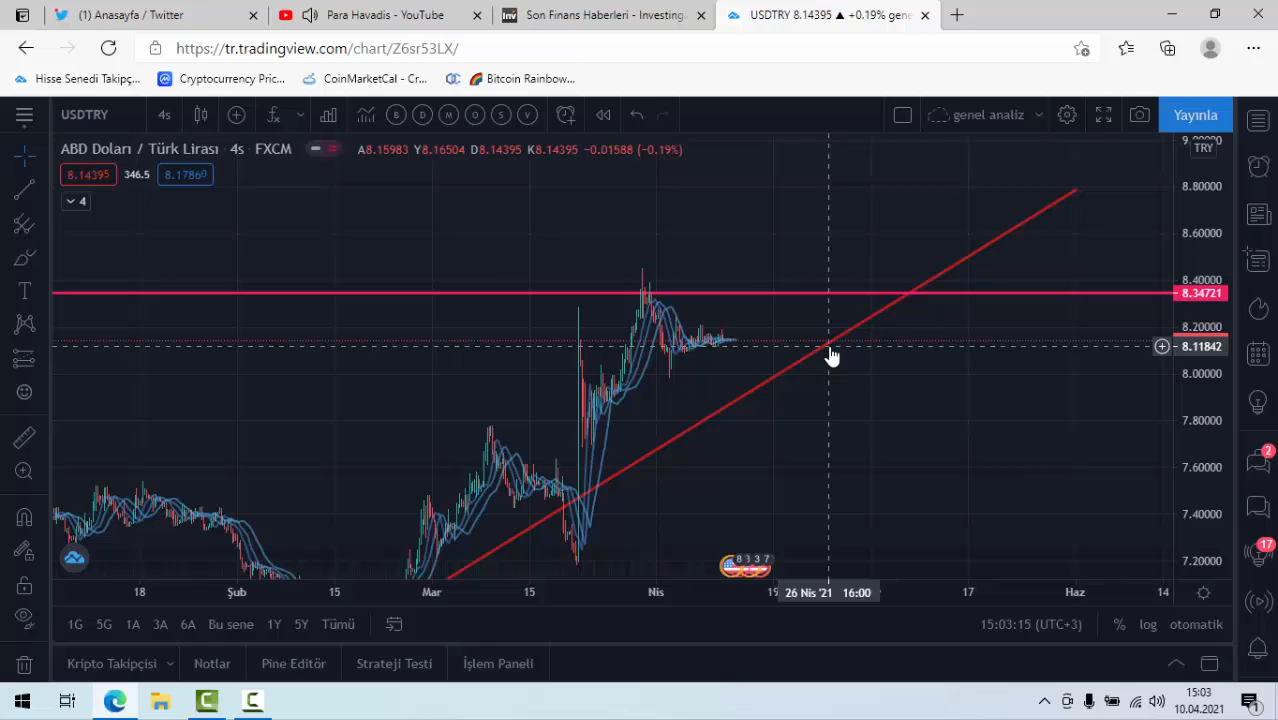 (1) Anasayfa / Twitter
Para Havadis - YouTube
Inv
Son Finans Haberleri - Investing
USDTRY 8.14395 ▲ +0.19% gene
https://tr.tradingview.com/chart/Z6sr53LX/
Hisse Senedi Takipç...
Cryptocurrency Pric...
CoinMarketCal - Cr...
Bitcoin Rainbow...
USDTRY
4s
B D M O S V
genel analiz
Yayınla
ABD Doları / Türk Lirası · 4s · FXCM
A8.15983 Y8.16504 D8.14395 K8.14395 -0.01588 (-0.19%)
8.14395
346.5
8.17860
4
9.00000
TRY
8.80000
8.60000
8.40000
8.34721
8.20000
8.11842
8.00000
7.80000
7.60000
7.40000
7.20000
2
17
18
Şub
15
Mar
15
Nis
19
26 Nis '21 16:00
17
Haz
14
1G 5G 1A 3A 6A Bu sene 1Y 5Y Tümü
15:03:15 (UTC+3)
% log otomatik
Kripto Takipçisi
Notlar
Pine Editör
Strateji Testi
İşlem Paneli
15:03
10.04.2021
1